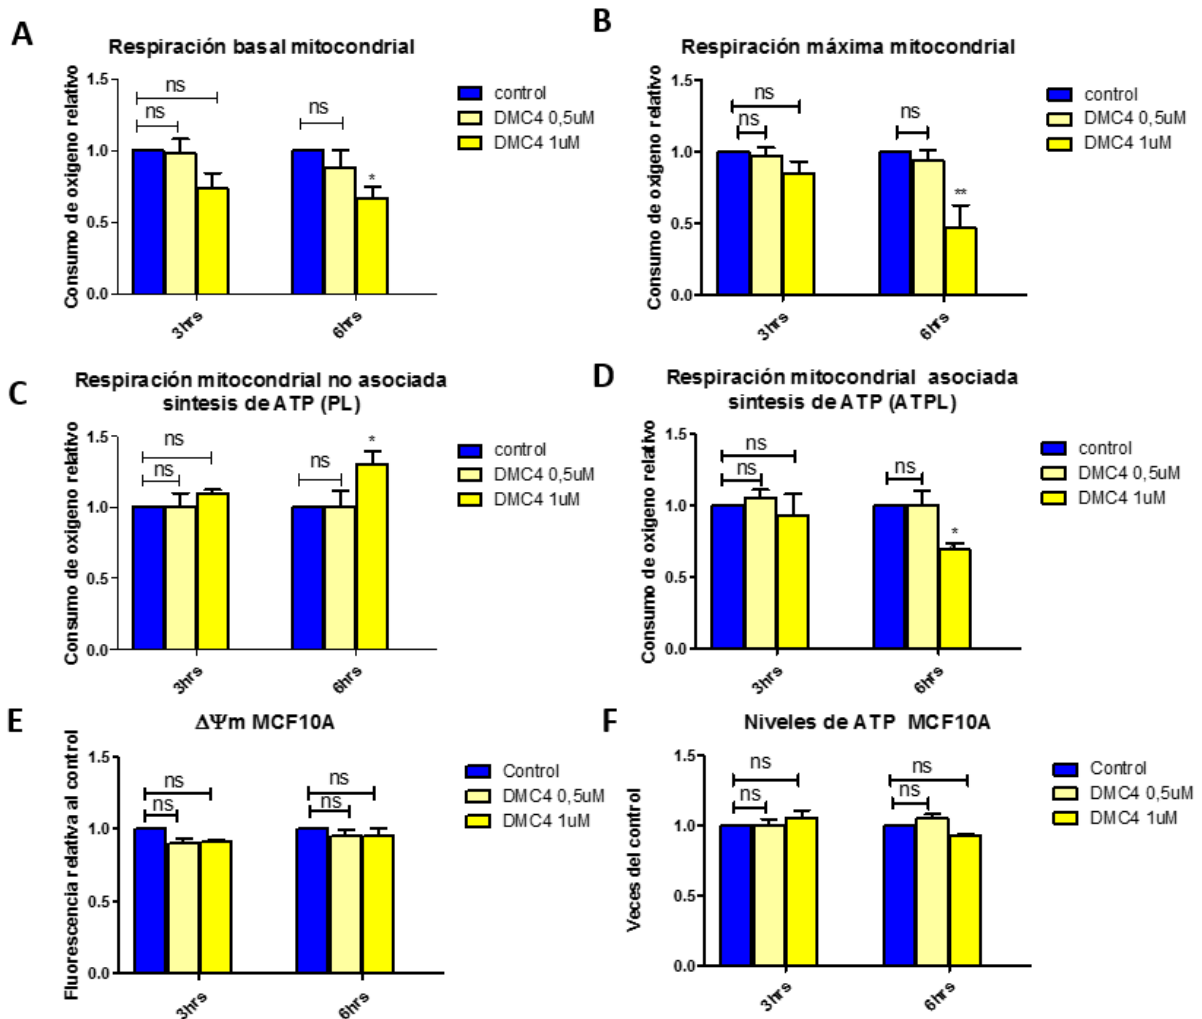 A
Respiración basal mitocondrial
Consumo de oxigeno relativo
1.5
1.0
0.5
0.0
ns
ns
ns
*
3hrs
6hrs
control
DMC4 0,5uM
DMC4 1uM
B
Respiración máxima mitocondrial
Consumo de oxigeno relativo
1.5
1.0
0.5
0.0
ns
ns
ns
**
3hrs
6hrs
control
DMC4 0,5uM
DMC4 1uM
C
Respiración mitocondrial no asociada
sintesis de ATP (PL)
Consumo de oxigeno relativo
1.5
1.0
0.5
0.0
ns
ns
ns
*
3hrs
6hrs
control
DMC4 0,5uM
DMC4 1uM
D
Respiración mitocondrial asociada
sintesis de ATP (ATPL)
Consumo de oxigeno relativo
1.5
1.0
0.5
0.0
ns
ns
ns
*
3hrs
6hrs
control
DMC4 0,5uM
DMC4 1uM
E
ΔΨm MCF10A
Fluorescencia relativa al control
1.5
1.0
0.5
0.0
ns
ns
ns
ns
3hrs
6hrs
Control
DMC4 0,5uM
DMC4 1uM
F
Niveles de ATP MCF10A
Veces del control
1.5
1.0
0.5
0.0
ns
ns
ns
ns
3hrs
6hrs
Control
DMC4 0,5uM
DMC4 1uM